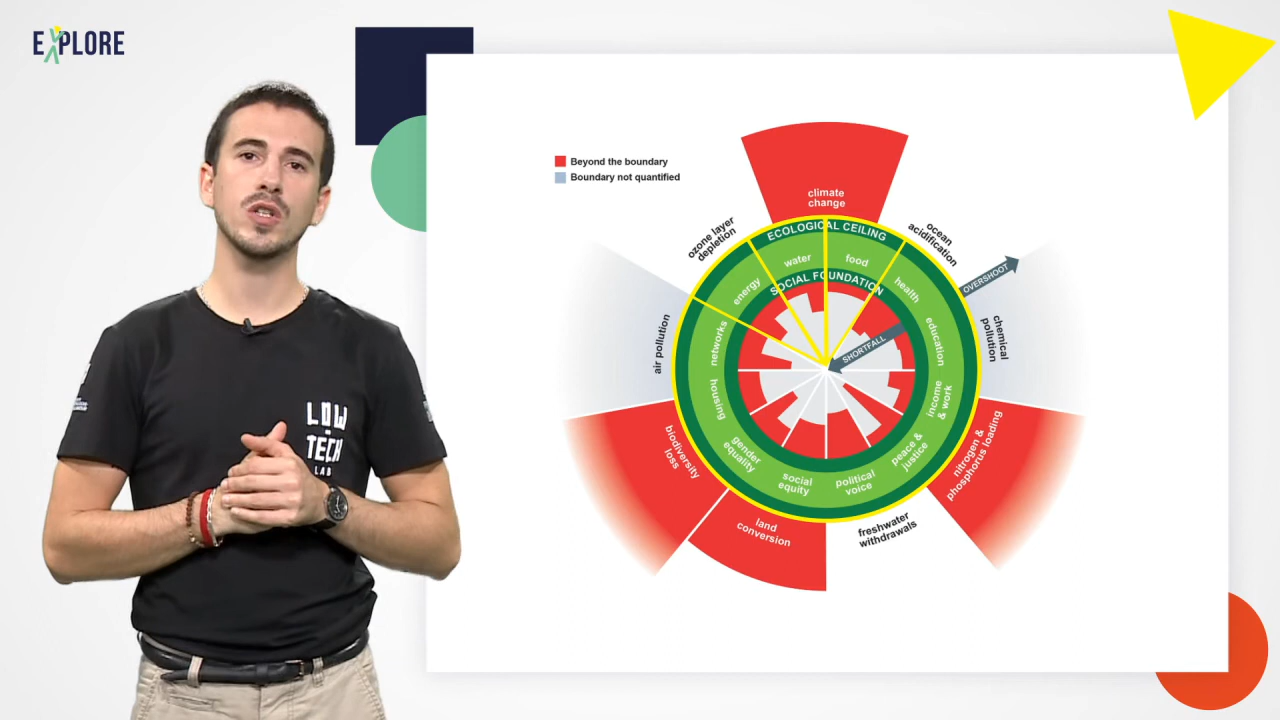 EXPLORE
LOW
-
TECH
LAB
Beyond the boundary
Boundary not quantified
climate
change
ozone layer
depletion
ocean
acidification
ECOLOGICAL CEILING
OVERSHOOT
water
food
SOCIAL FOUNDATION
energy
health
air pollution
networks
SHORTFALL
education
chemical
pollution
housing
income
& work
biodiversity
loss
gender
equality
social
equity
political
voice
peace &
justice
nitrogen &
phosphorus loading
land
conversion
freshwater
withdrawals